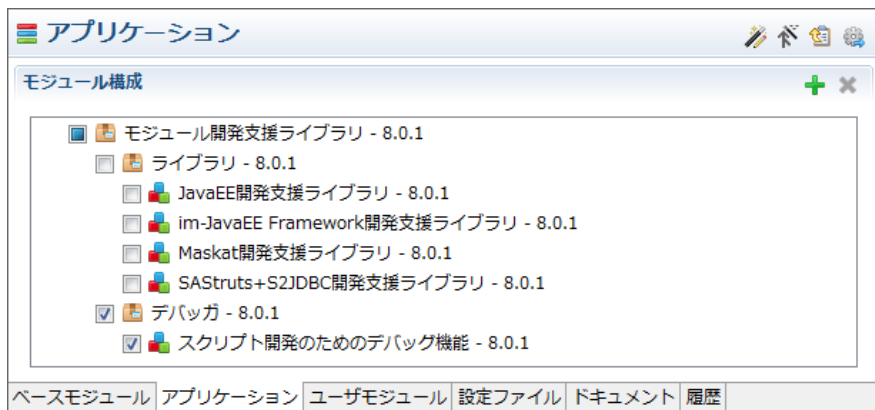 アプリケーション
モジュール構成
モジュール開発支援ライブラリ - 8.0.1
ライブラリ - 8.0.1
JavaEE開発支援ライブラリ - 8.0.1
im-JavaEE Framework開発支援ライブラリ - 8.0.1
Maskat開発支援ライブラリ - 8.0.1
SAStruts+S2JDBC開発支援ライブラリ - 8.0.1
デバッガ - 8.0.1
スクリプト開発のためのデバッグ機能 - 8.0.1
ベースモジュール アプリケーション ユーザモジュール 設定ファイル ドキュメント 履歴